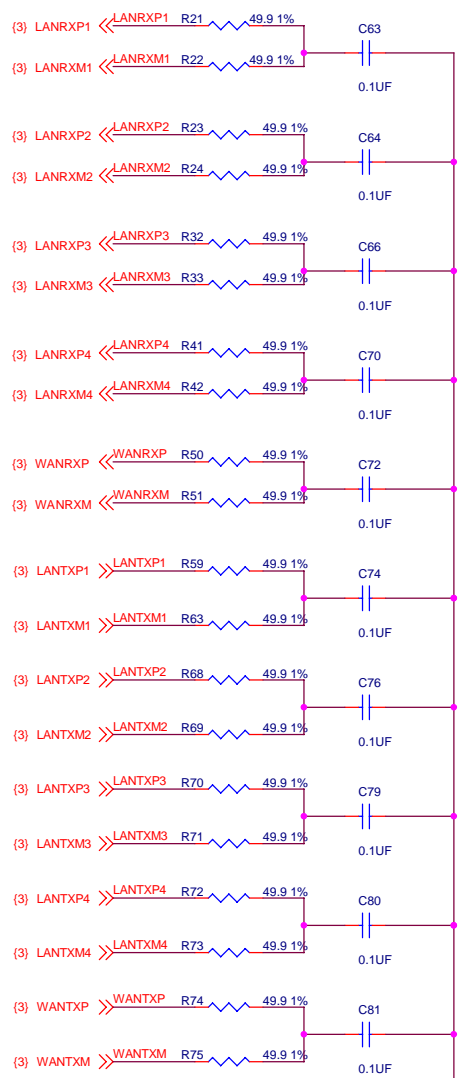 {3} LANRXP1 LANRXP1 R21 49.9 1%
C63
{3} LANRXM1 LANRXM1 R22 49.9 1%
0.1UF
{3} LANRXP2 LANRXP2 R23 49.9 1%
C64
{3} LANRXM2 LANRXM2 R24 49.9 1%
0.1UF
{3} LANRXP3 LANRXP3 R32 49.9 1%
C66
{3} LANRXM3 LANRXM3 R33 49.9 1%
0.1UF
{3} LANRXP4 LANRXP4 R41 49.9 1%
C70
{3} LANRXM4 LANRXM4 R42 49.9 1%
0.1UF
{3} WANRXP WANRXP R50 49.9 1%
C72
{3} WANRXM WANRXM R51 49.9 1%
0.1UF
{3} LANTXP1 LANTXP1 R59 49.9 1%
C74
{3} LANTXM1 LANTXM1 R63 49.9 1%
0.1UF
{3} LANTXP2 LANTXP2 R68 49.9 1%
C76
{3} LANTXM2 LANTXM2 R69 49.9 1%
0.1UF
{3} LANTXP3 LANTXP3 R70 49.9 1%
C79
{3} LANTXM3 LANTXM3 R71 49.9 1%
0.1UF
{3} LANTXP4 LANTXP4 R72 49.9 1%
C80
{3} LANTXM4 LANTXM4 R73 49.9 1%
0.1UF
{3} WANTXP WANTXP R74 49.9 1%
C81
{3} WANTXM WANTXM R75 49.9 1%
0.1UF